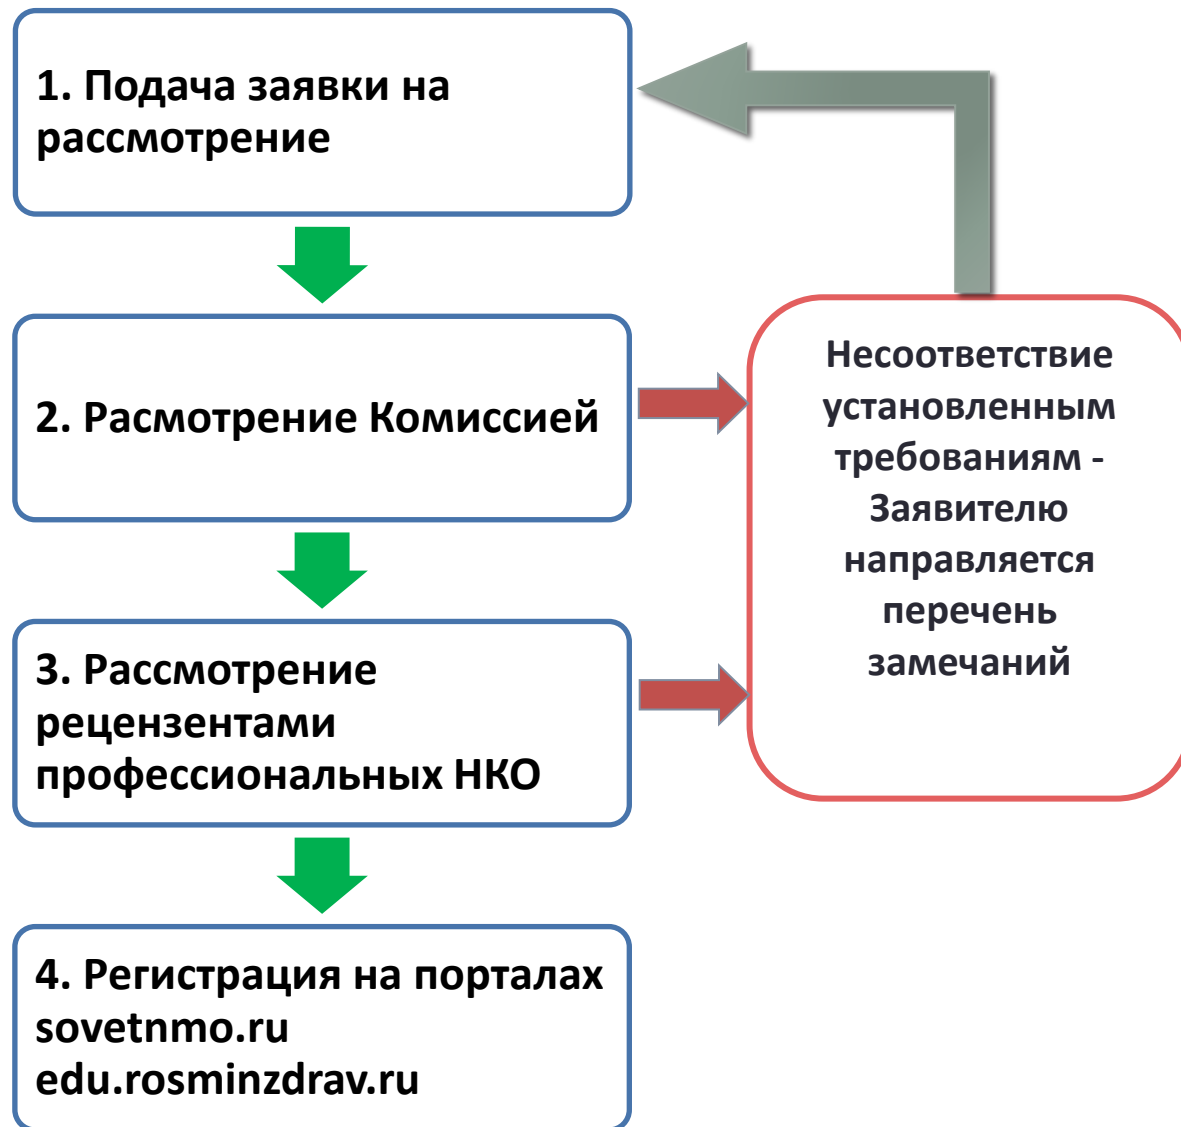 1. Подача заявки на
рассмотрение
2. Расмотрение Комиссией
3. Рассмотрение
рецензентами
профессиональных НКО
4. Регистрация на порталах
sovetnmo.ru
edu.rosminzdrav.ru
Несоответствие
установленным
требованиям -
Заявителю
направляется
перечень
замечаний